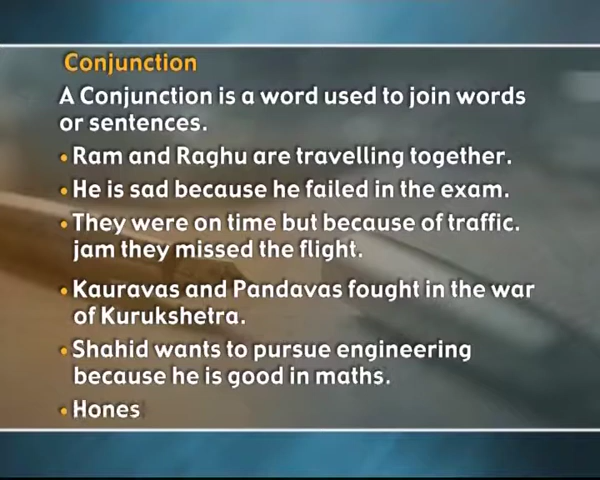 Conjunction
A Conjunction is a word used to join words
or sentences.
• Ram and Raghu are travelling together.
• He is sad because he failed in the exam.
• They were on time but because of traffic.
jam they missed the flight.
• Kauravas and Pandavas fought in the war
of Kurukshetra.
• Shahid wants to pursue engineering
because he is good in maths.
• Hones